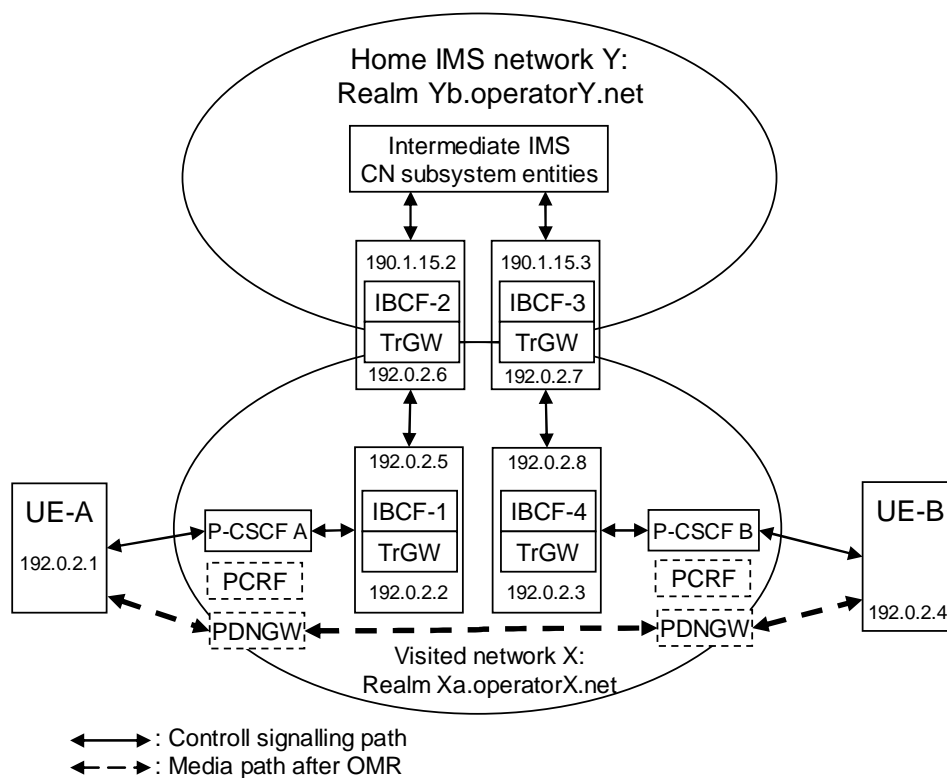 Home IMS network Y:
Realm Yb.operatorY.net
Intermediate IMS
CN subsystem entities
190.1.15.2
IBCF-2
TrGW
192.0.2.6
190.1.15.3
IBCF-3
TrGW
192.0.2.7
UE-A
192.0.2.1
P-CSCF A
PCRF
PDNGW
192.0.2.5
IBCF-1
TrGW
192.0.2.2
192.0.2.8
IBCF-4
TrGW
192.0.2.3
P-CSCF B
PCRF
PDNGW
UE-B
192.0.2.4
Visited network X:
Realm Xa.operatorX.net
: Controll signalling path
: Media path after OMR